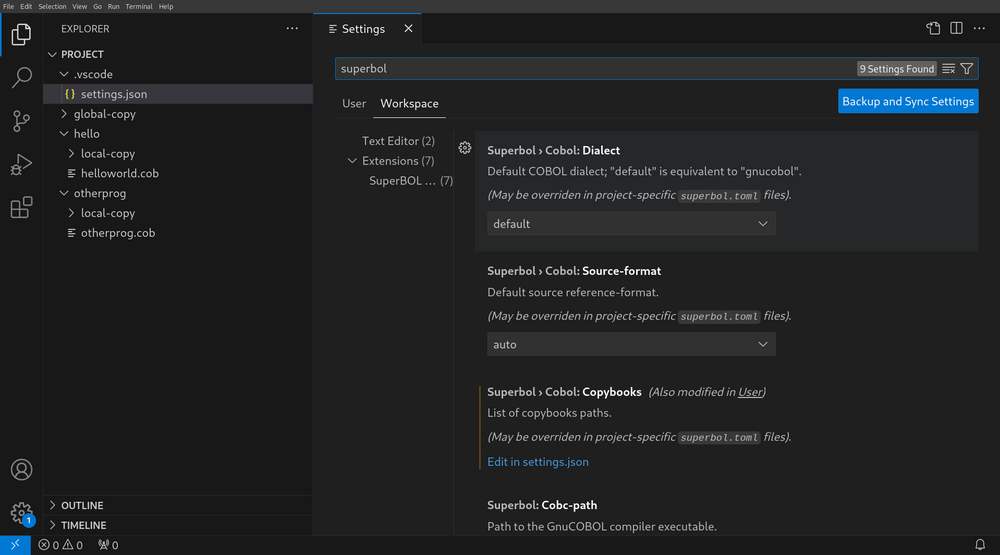 File Edit Selection View Go Run Terminal Help
EXPLORER
PROJECT
.vscode
{} settings.json
global-copy
hello
local-copy
helloworld.cob
otherprog
local-copy
otherprog.cob
OUTLINE
TIMELINE
Settings
superbol
9 Settings Found
User Workspace
Backup and Sync Settings
Text Editor (2)
Extensions (7)
SuperBOL ... (7)
Superbol › Cobol: Dialect
Default COBOL dialect; "default" is equivalent to "gnucobol".
(May be overriden in project-specific superbol.toml files).
default
Superbol › Cobol: Source-format
Default source reference-format.
(May be overriden in project-specific superbol.toml files).
auto
Superbol › Cobol: Copybooks (Also modified in User)
List of copybooks paths.
(May be overriden in project-specific superbol.toml files).
Edit in settings.json
Superbol: Cobc-path
Path to the GnuCOBOL compiler executable.
1
0 0 0